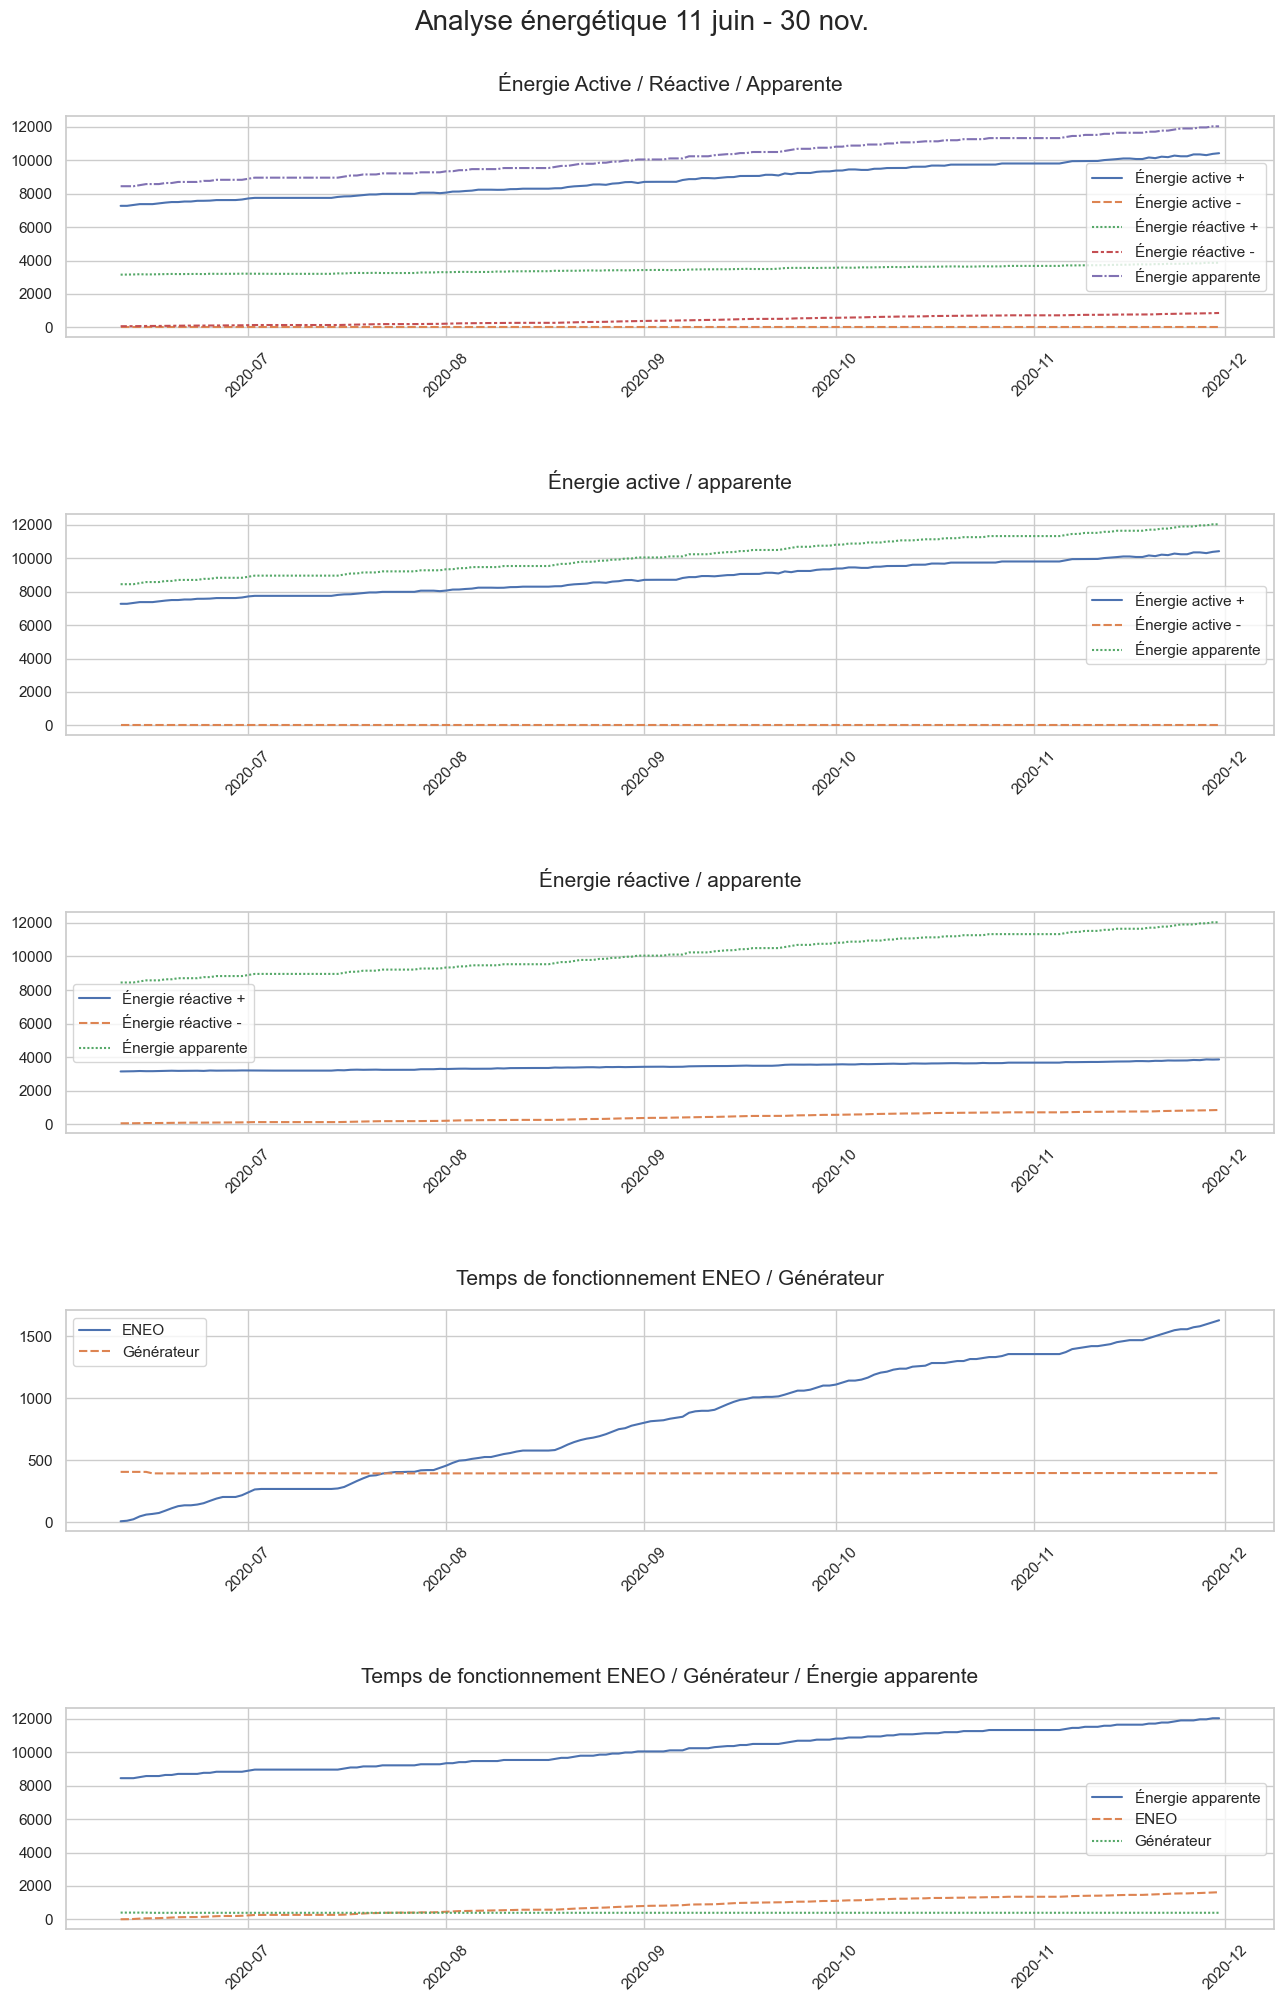 Analyse énergétique 11 juin - 30 nov.
Énergie Active / Réactive / Apparente
12000
10000
8000
6000
4000
2000
0
Énergie active +
Énergie active -
Énergie réactive +
Énergie réactive -
Énergie apparente
2020-07
2020-08
2020-09
2020-10
2020-11
2020-12
Énergie active / apparente
12000
10000
8000
6000
4000
2000
0
Énergie active +
Énergie active -
Énergie apparente
2020-07
2020-08
2020-09
2020-10
2020-11
2020-12
Énergie réactive / apparente
12000
10000
8000
6000
4000
2000
0
Énergie réactive +
Énergie réactive -
Énergie apparente
2020-07
2020-08
2020-09
2020-10
2020-11
2020-12
Temps de fonctionnement ENEO / Générateur
1500
1000
500
0
ENEO
Générateur
2020-07
2020-08
2020-09
2020-10
2020-11
2020-12
Temps de fonctionnement ENEO / Générateur / Énergie apparente
12000
10000
8000
6000
4000
2000
0
Énergie apparente
ENEO
Générateur
2020-07
2020-08
2020-09
2020-10
2020-11
2020-12